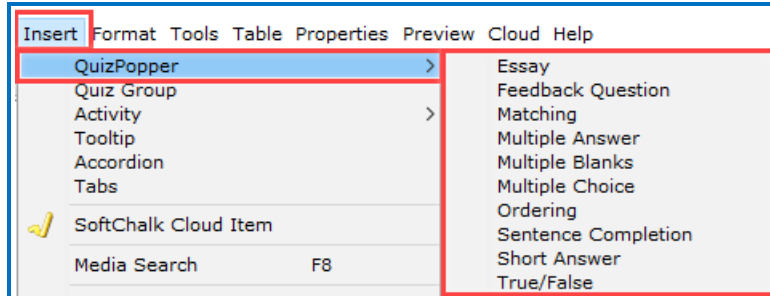 Insert Format Tools Table Properties Preview Cloud Help
QuizPopper
Quiz Group
Activity
Tooltip
Accordion
Tabs
SoftChalk Cloud Item
Media Search F8
Essay
Feedback Question
Matching
Multiple Answer
Multiple Blanks
Multiple Choice
Ordering
Sentence Completion
Short Answer
True/False